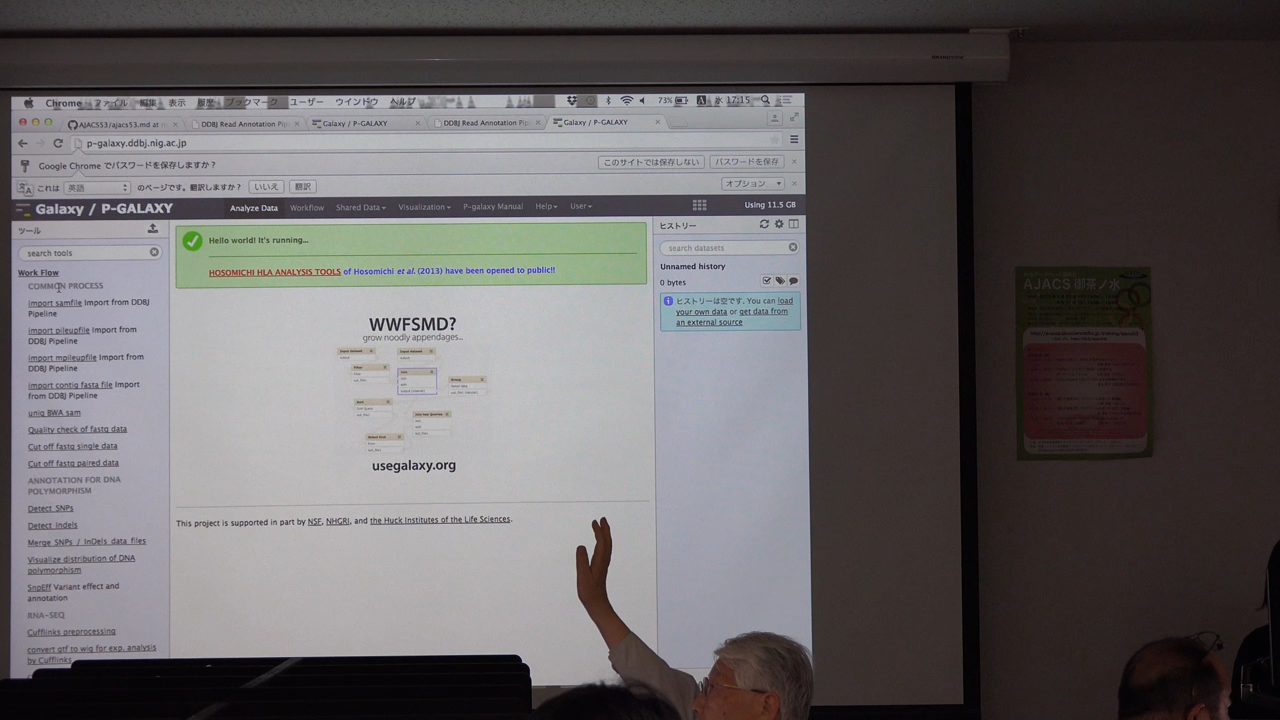 Chrome ファイル 編集 表示 履歴 ブックマーク ユーザー ウインドウ ヘルプ 73% A 水 17:15
AJACS53/ajacs53.md at DDBJ Read Annotation Pip Galaxy / P-GALAXY DDBJ Read Annotation Pip Galaxy / P-GALAXY
p-galaxy.ddbj.nig.ac.jp
Google Chrome でパスワードを保存しますか？ このサイトでは保存しない パスワードを保存
これは 英語 のページです。翻訳しますか？ いいえ 翻訳 オプション
Galaxy / P-GALAXY Analyze Data Workflow Shared Data Visualization P-galaxy Manual Help User Using 11.5 GB
ツール
search tools
Work Flow
COMMON PROCESS
import samfile Import from DDBJ
Pipeline
import pileupfile Import from
DDBJ Pipeline
import mpileupfile Import from
DDBJ Pipeline
import contig fasta file Import
from DDBJ Pipeline
uniq BWA sam
Quality check of fastq data
Cut off fastq single data
Cut off fastq paired data
ANNOTATION FOR DNA
POLYMORPHISM
Detect SNPs
Detect Indels
Merge SNPs / InDels data files
Visualize distribution of DNA
polymorphism
SnpEff Variant effect and
annotation
RNA-SEQ
Cufflinks preprocessing
convert gtf to wig for exp. analysis
by Cufflinks
Hello world! It's running...
HOSOMICHI HLA ANALYSIS TOOLS of Hosomichi et al. (2013) have been opened to public!!
WWFSMD?
grow noodly appendages...
usegalaxy.org
This project is supported in part by NSF, NHGRI, and the Huck Institutes of the Life Sciences.
ヒストリー
search datasets
Unnamed history
0 bytes
ヒストリーは空です. You can load
your own data or get data from
an external source
AJACS 御茶ノ水